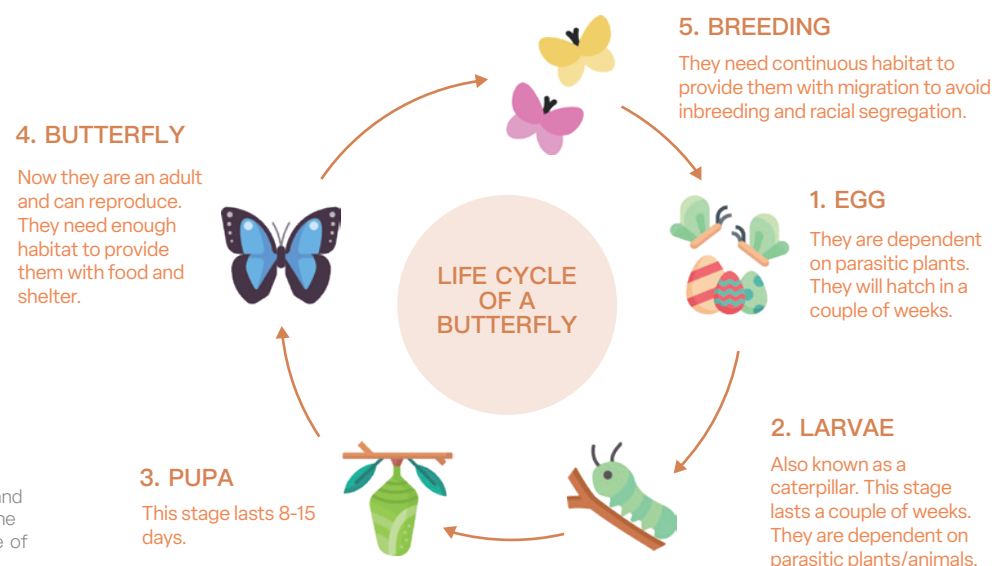 5. BREEDING
They need continuous habitat to
provide them with migration to avoid
inbreeding and racial segregation.
4. BUTTERFLY
Now they are an adult
and can reproduce.
They need enough
habitat to provide
them with food and
shelter.
1. EGG
They are dependent
on parasitic plants.
They will hatch in a
couple of weeks.
LIFE CYCLE
OF A
BUTTERFLY
2. LARVAE
Also known as a
caterpillar. This stage
lasts a couple of weeks.
They are dependent on
parasitic plants/animals.
3. PUPA
This stage lasts 8-15
days.
of